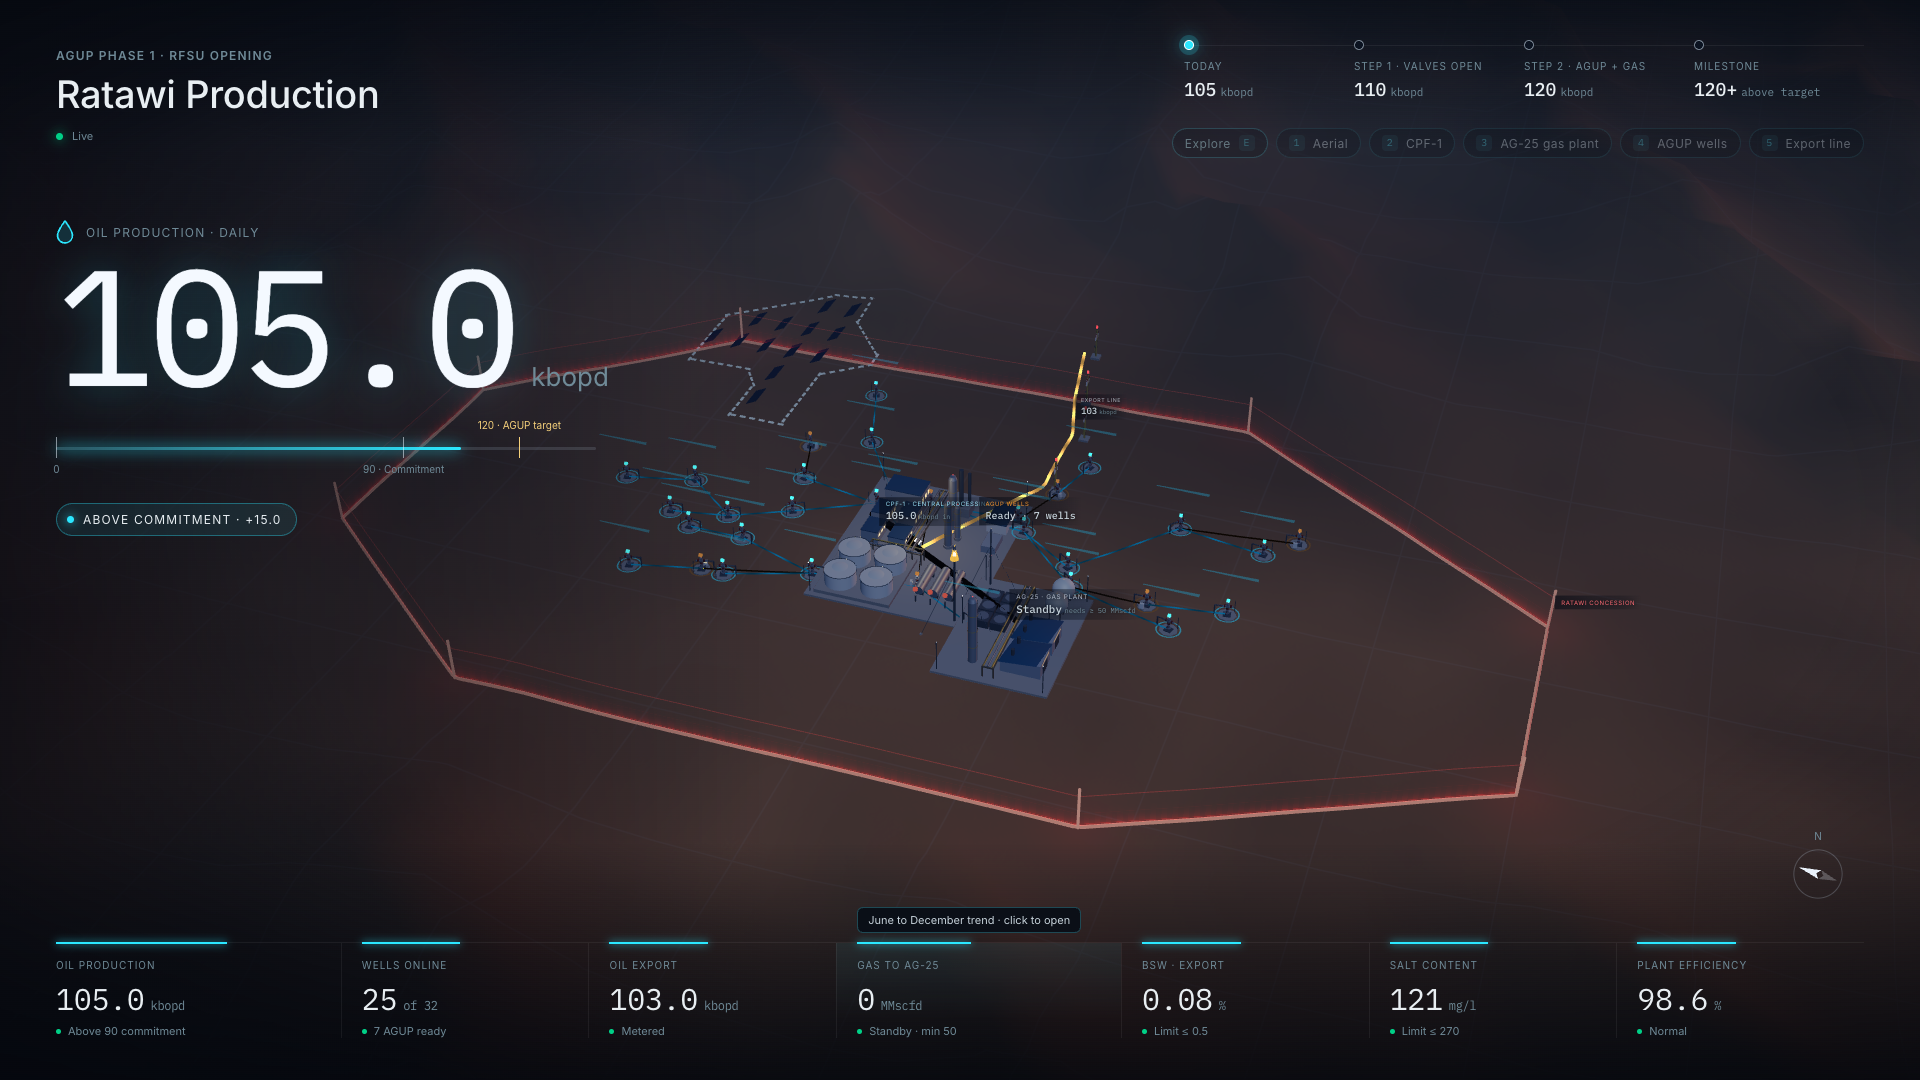 AGUP PHASE 1 · RFSU OPENING
Ratawi Production
Live
TODAY
105 kbopd
STEP 1 · VALVES OPEN
110 kbopd
STEP 2 · AGUP + GAS
120 kbopd
MILESTONE
120+ above target
Explore E
1 Aerial
2 CPF-1
3 AG-25 gas plant
4 AGUP wells
5 Export line
OIL PRODUCTION · DAILY
105.0 kbopd
120 · AGUP target
0
90 · Commitment
ABOVE COMMITMENT · +15.0
EXPORT LINE
103 kbopd
CPF-1 · CENTRAL PROCESSIN
105.0 kbopd in
AGUP WELLS
Ready · 7 wells
AG-25 · GAS PLANT
Standby needs ≥ 50 MMscfd
RATAWI CONCESSION
N
June to December trend · click to open
OIL PRODUCTION
105.0 kbopd
Above 90 commitment
WELLS ONLINE
25 of 32
7 AGUP ready
OIL EXPORT
103.0 kbopd
Metered
GAS TO AG-25
0 MMscfd
Standby · min 50
BSW · EXPORT
0.08 %
Limit ≤ 0.5
SALT CONTENT
121 mg/l
Limit ≤ 270
PLANT EFFICIENCY
98.6 %
Normal